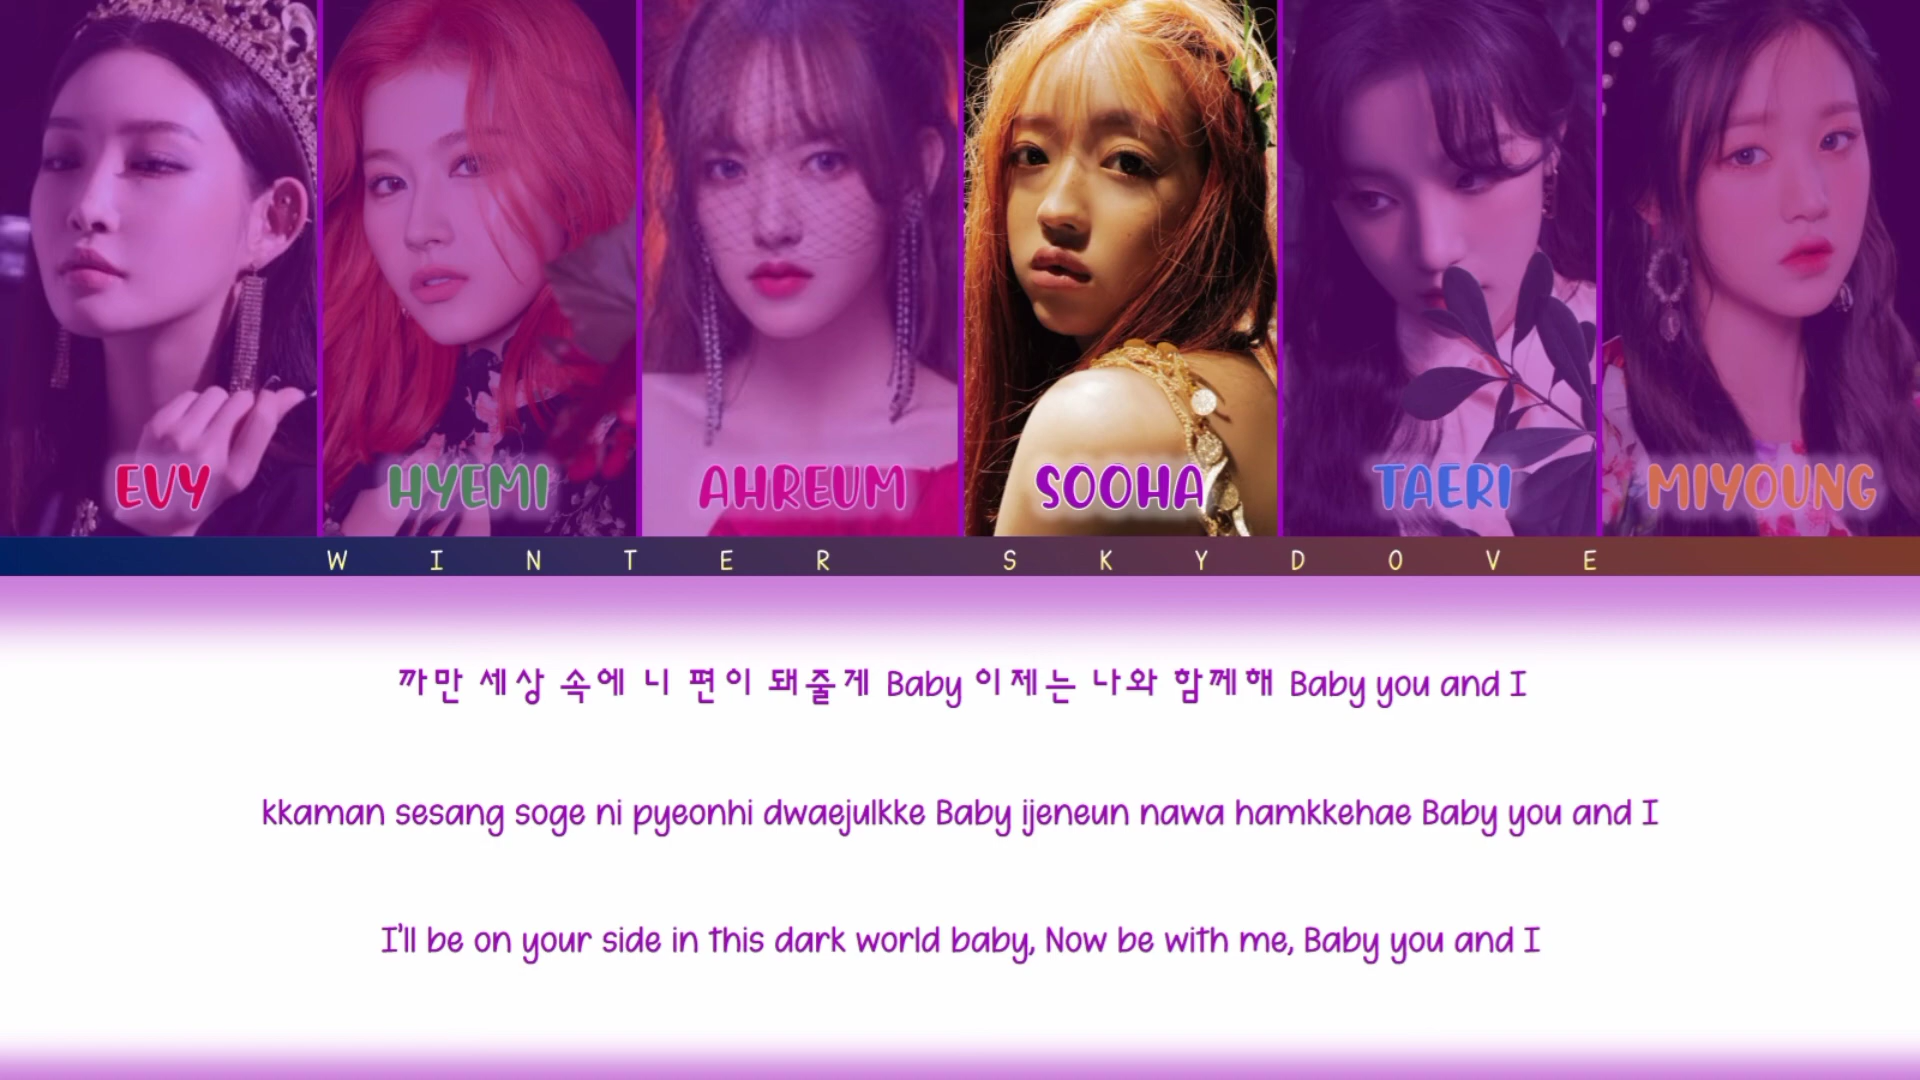 EVY HYEMI AHREUM SOOHA TAERI MIYOUNG
WINTER SKYDOVE
까만 세상 속에 니 편이 돼줄게 Baby 이제는 나와 함께해 Baby you and I
kkaman sesang soge ni pyeonhi dwaejulkke Baby ijeneun nawa hamkkehae Baby you and I
I'll be on your side in this dark world baby, Now be with me, Baby you and I